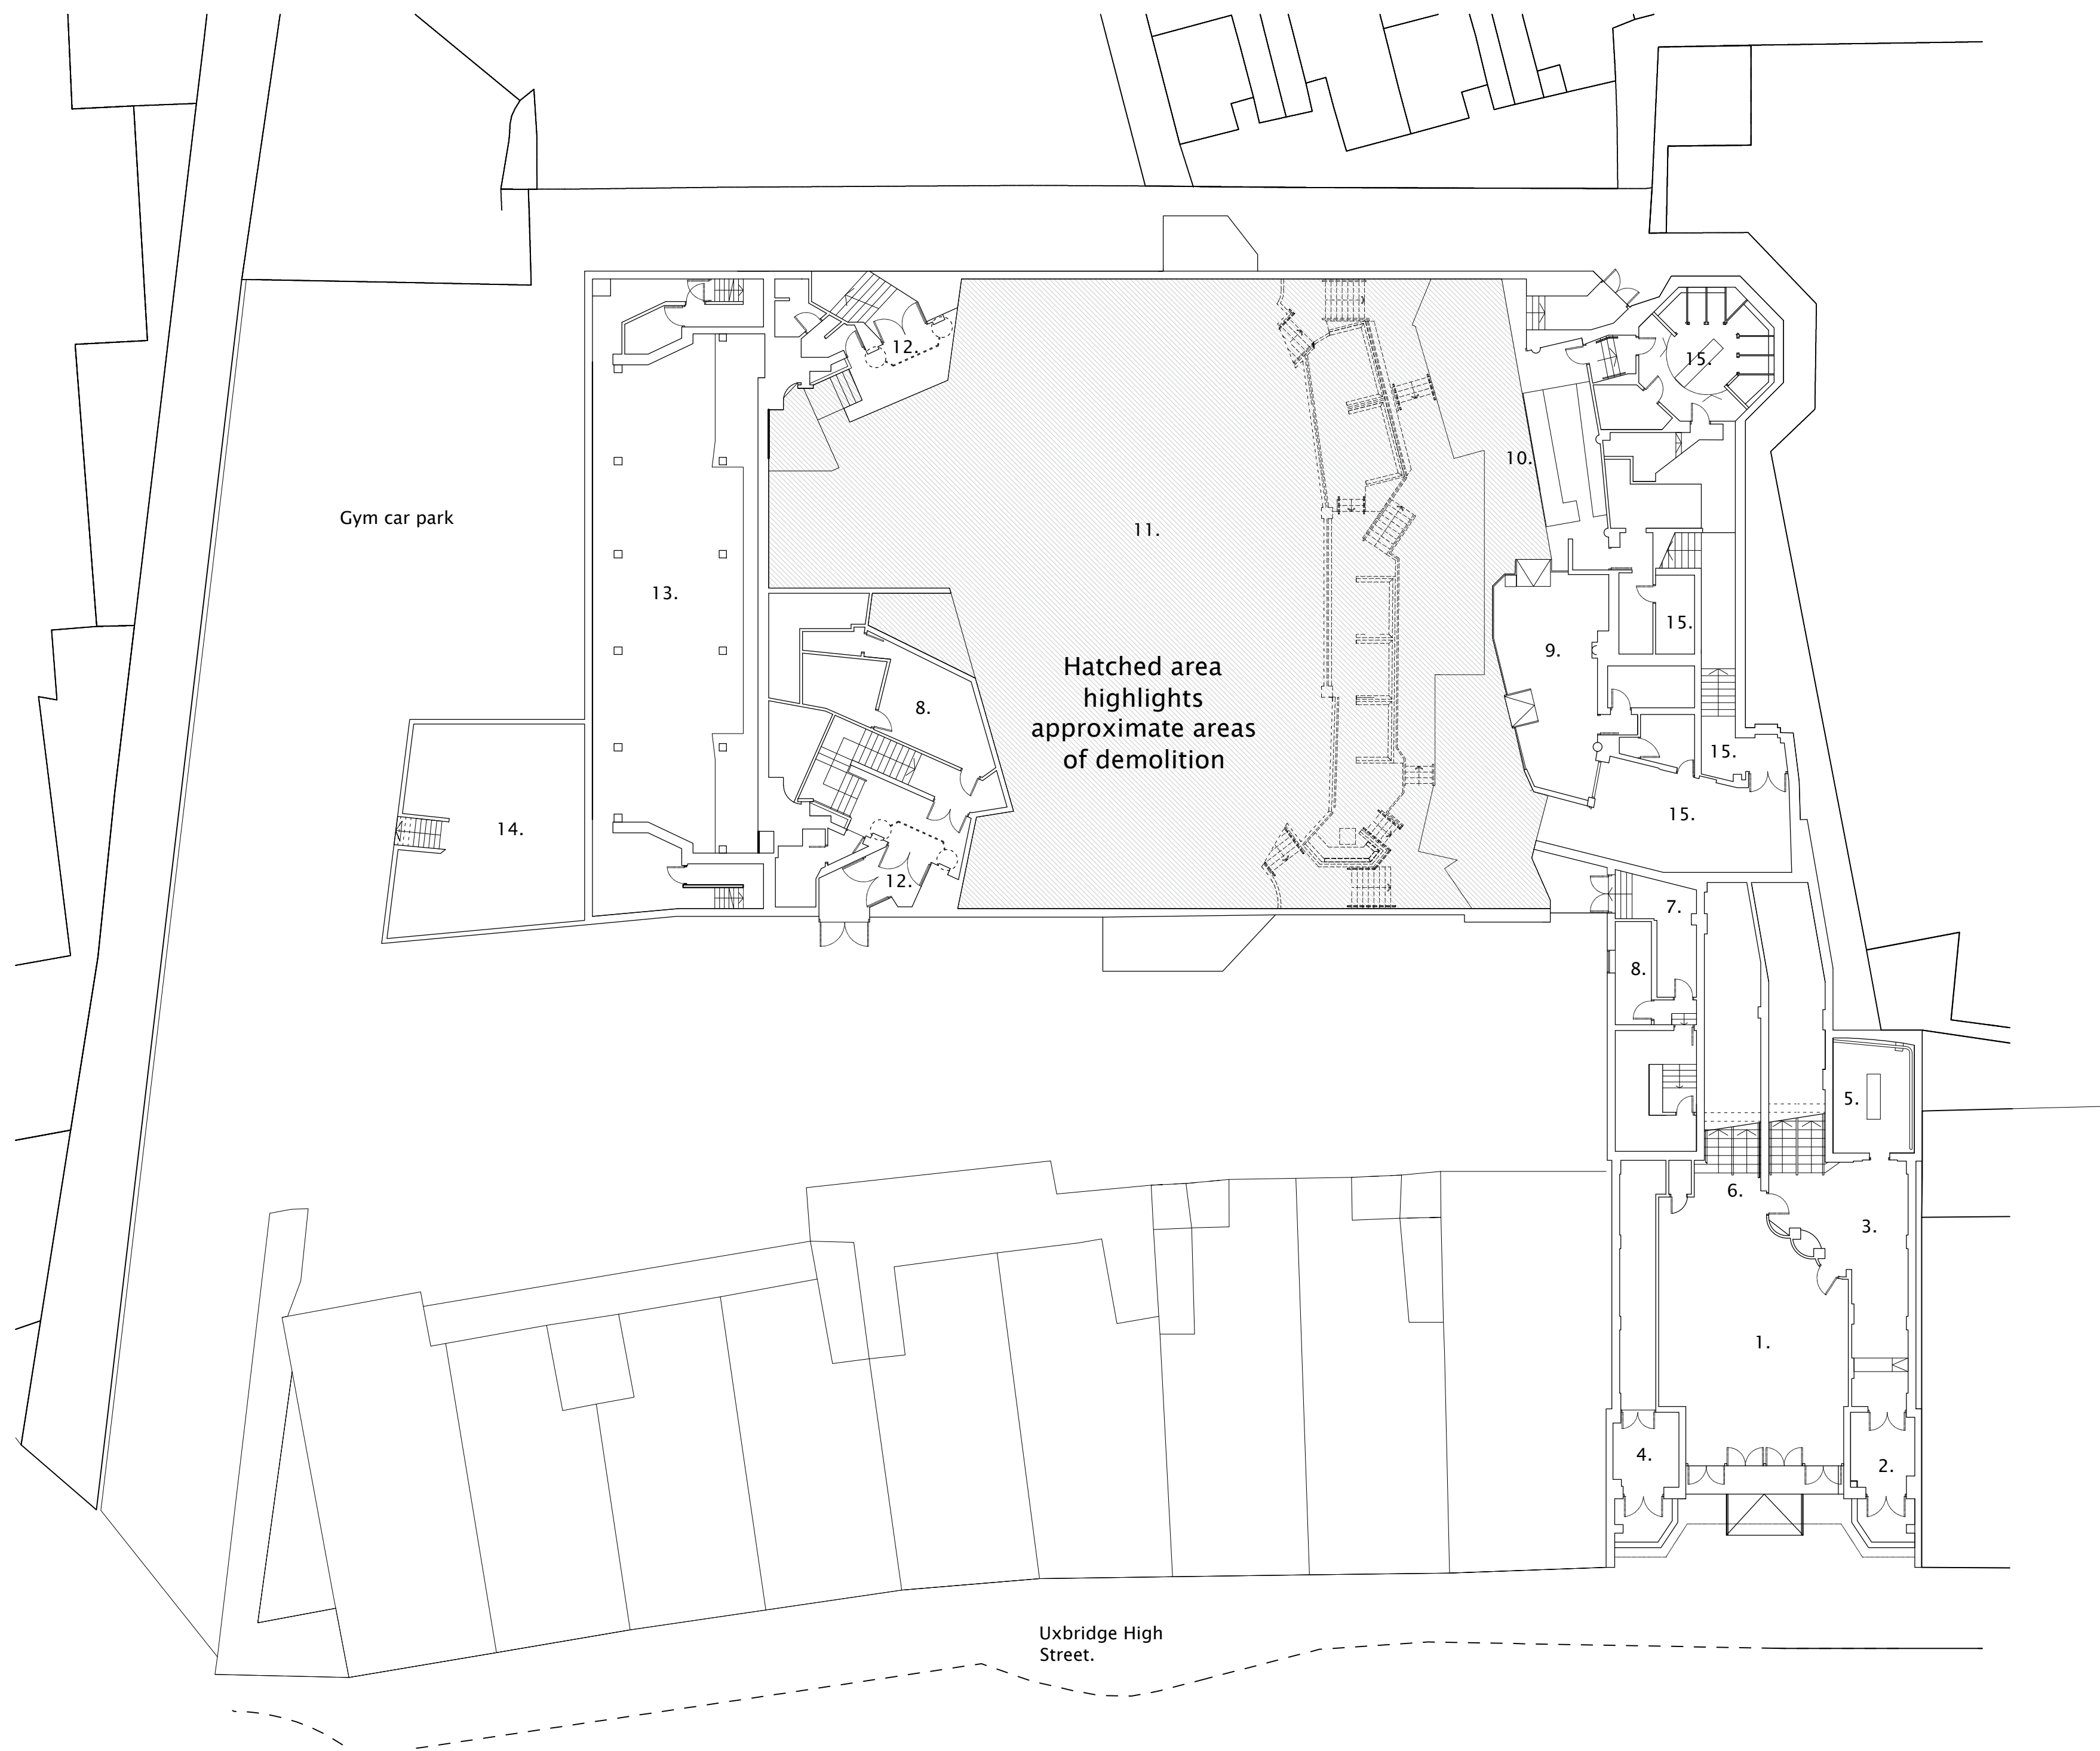 12.
15.
10.
Gym car park
11.
13.
15.
9.
Hatched area
highlights
approximate areas
of demolition
8.
15.
14.
15.
12.
7.
8.
5.
6.
3.
1.
4.
2.
Uxbridge High
Street.